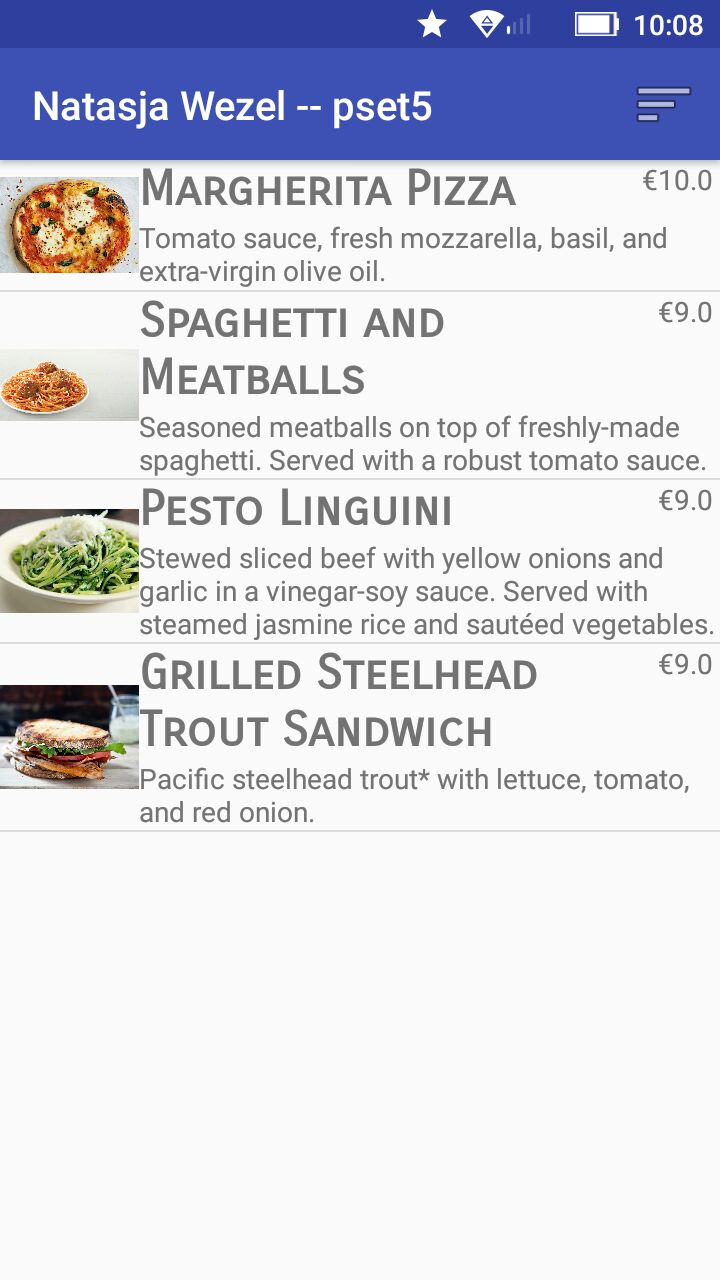 10:08
Natasja Wezel -- pset5
Margherita Pizza
€10.0
Tomato sauce, fresh mozzarella, basil, and
extra-virgin olive oil.
Spaghetti and
€9.0
Meatballs
Seasoned meatballs on top of freshly-made
spaghetti. Served with a robust tomato sauce.
Pesto Linguini
€9.0
Stewed sliced beef with yellow onions and
garlic in a vinegar-soy sauce. Served with
steamed jasmine rice and sautéed vegetables.
Grilled Steelhead
€9.0
Trout Sandwich
Pacific steelhead trout* with lettuce, tomato,
and red onion.